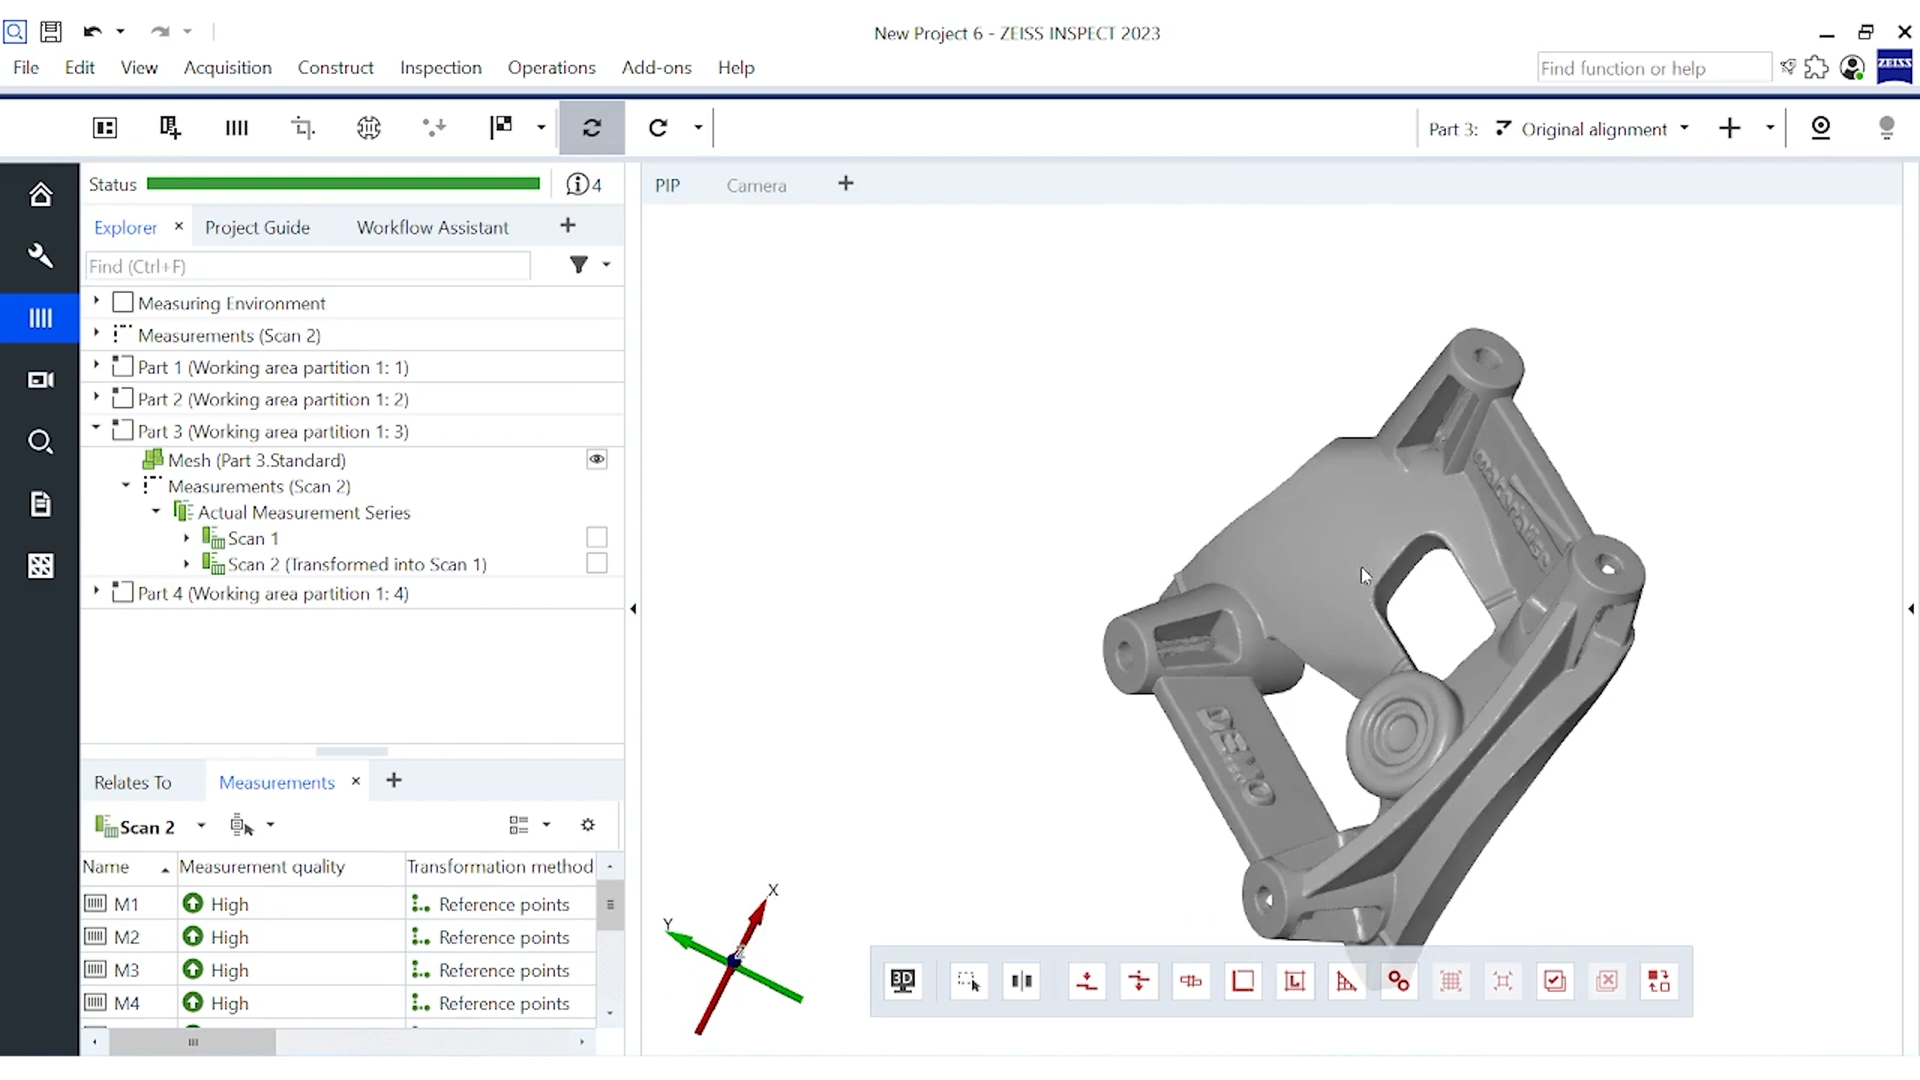 New Project 6 - ZEISS INSPECT 2023
File Edit View Acquisition Construct Inspection Operations Add-ons Help
Find function or help
ZEISS
Part 3: Original alignment
Status
4
PIP Camera
Explorer Project Guide Workflow Assistant
Find (Ctrl+F)
Measuring Environment
Measurements (Scan 2)
Part 1 (Working area partition 1: 1)
Part 2 (Working area partition 1: 2)
Part 3 (Working area partition 1: 3)
Mesh (Part 3.Standard)
Measurements (Scan 2)
Actual Measurement Series
Scan 1
Scan 2 (Transformed into Scan 1)
Part 4 (Working area partition 1: 4)
DEMO
Relates To Measurements
Scan 2
Name Measurement quality Transformation method
M1 High Reference points
M2 High Reference points
M3 High Reference points
M4 High Reference points
X
Y
Z
3D